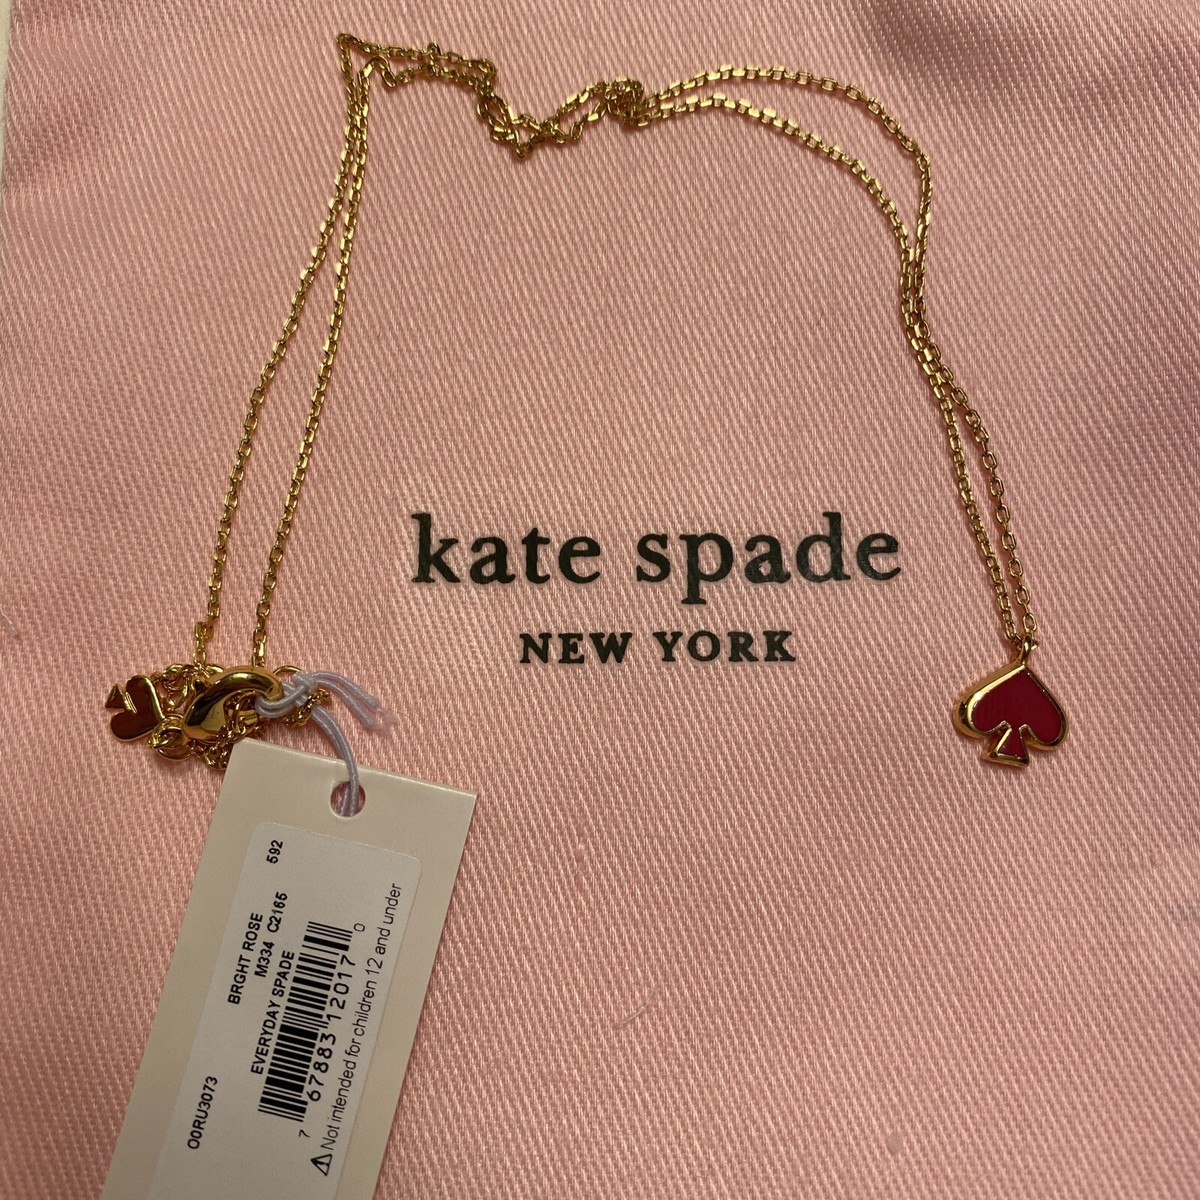 kate spade
NEW YORK
592
BRGHT ROSE
M334 C2165
EVERYDAY SPADE
O0RU3073
7 67883 12017 0
⚠ Not intended for children 12 and under